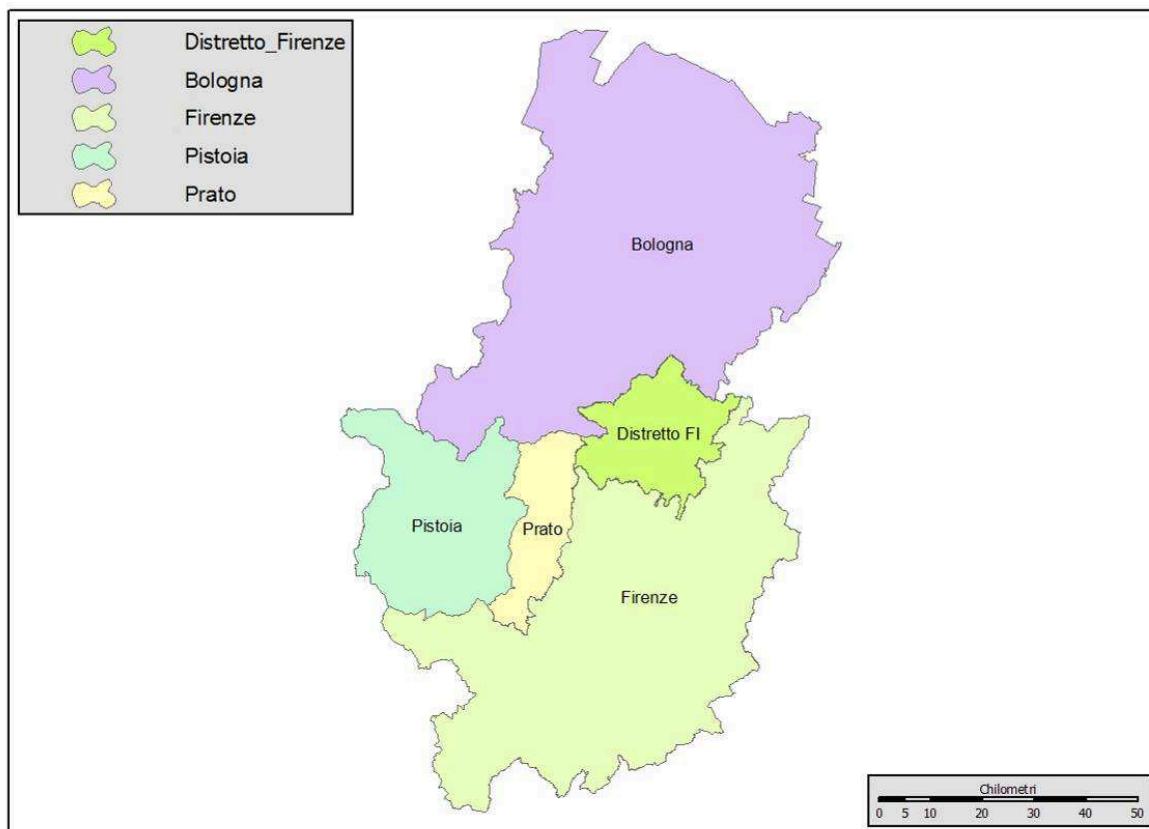 Distretto_Firenze
Bologna
Firenze
Pistoia
Prato
Bologna
Distretto FI
Pistoia
Prato
Firenze
Chilometri
0 5 10 20 30 40 50